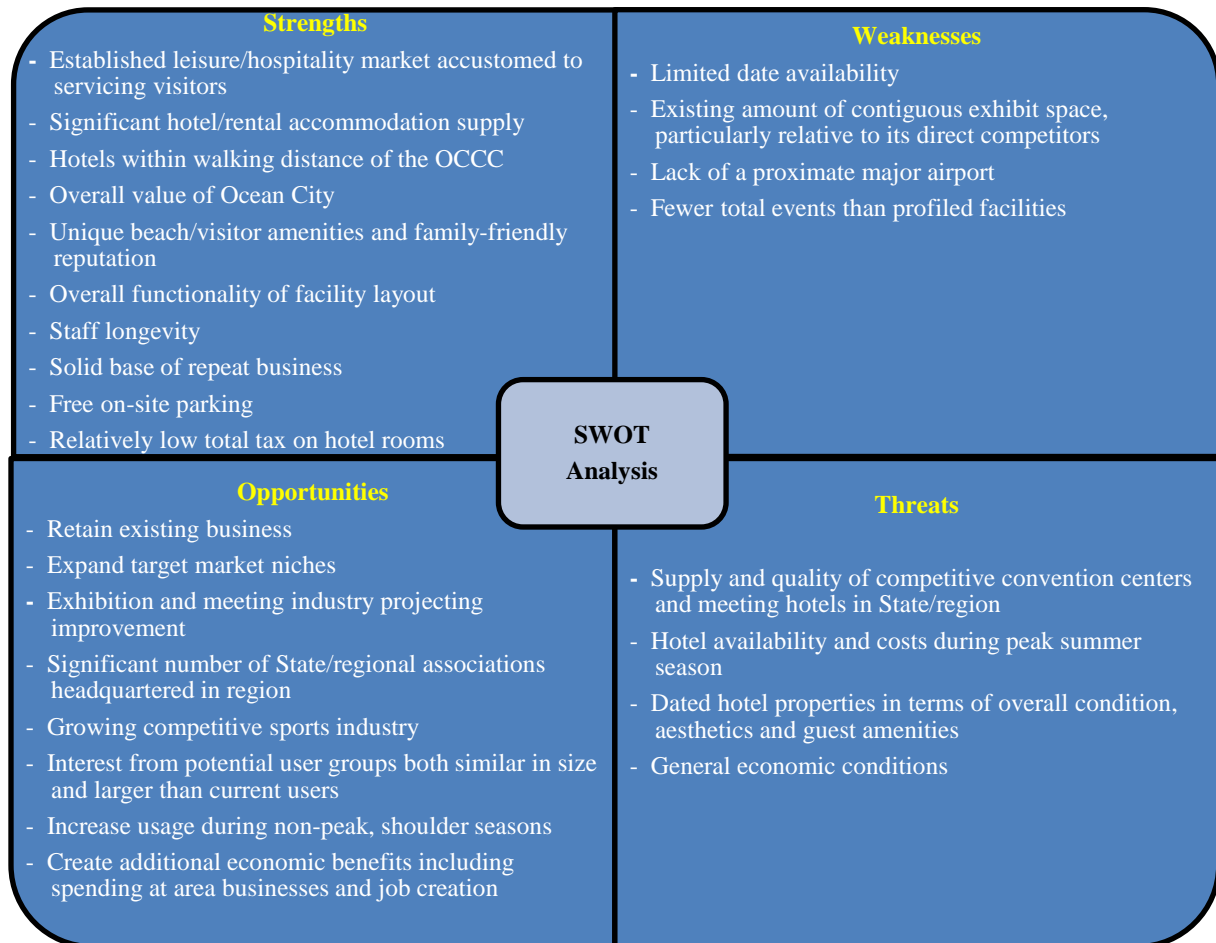 Strengths
- Established leisure/hospitality market accustomed to
servicing visitors
- Significant hotel/rental accommodation supply
- Hotels within walking distance of the OCCC
- Overall value of Ocean City
- Unique beach/visitor amenities and family-friendly
reputation
- Overall functionality of facility layout
- Staff longevity
- Solid base of repeat business
- Free on-site parking
- Relatively low total tax on hotel rooms
Weaknesses
- Limited date availability
- Existing amount of contiguous exhibit space,
particularly relative to its direct competitors
- Lack of a proximate major airport
- Fewer total events than profiled facilities
SWOT
Analysis
Opportunities
- Retain existing business
- Expand target market niches
- Exhibition and meeting industry projecting
improvement
- Significant number of State/regional associations
headquartered in region
- Growing competitive sports industry
- Interest from potential user groups both similar in size
and larger than current users
- Increase usage during non-peak, shoulder seasons
- Create additional economic benefits including
spending at area businesses and job creation
Threats
- Supply and quality of competitive convention centers
and meeting hotels in State/region
- Hotel availability and costs during peak summer
season
- Dated hotel properties in terms of overall condition,
aesthetics and guest amenities
- General economic conditions